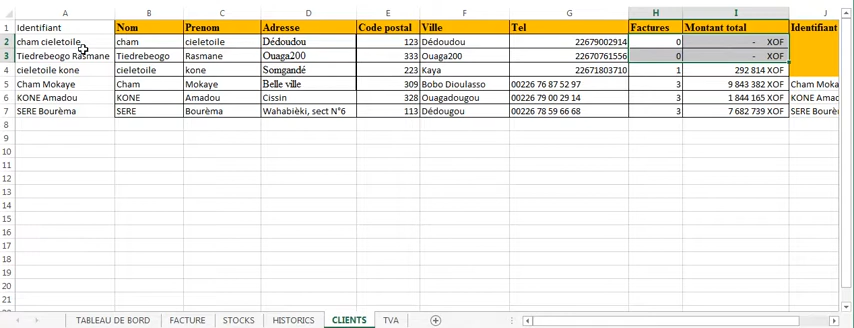 A B C D E F G H I J
1 Identifiant Nom Prenom Adresse Code postal Ville Tel Factures Montant total Identifiant
2 cham cieletoile cham cieletoile Dédoudou 123 Dédoudou 22679002914 0 - XOF
3 Tiedrebeogo Rasmane Tiedrebeogo Rasmane Ouaga200 333 Ouaga200 22670761556 0 - XOF
4 cieletoile kone cieletoile kone Somgandé 223 Kaya 22671803710 1 292 814 XOF
5 Cham Mokaye Cham Mokaye Belle ville 309 Bobo Dioulasso 00226 76 87 52 97 3 9 843 382 XOF Cham Moka
6 KONE Amadou KONE Amadou Cissin 328 Ouagadougou 00226 79 00 29 14 3 1 844 165 XOF KONE Amad
7 SERE Bourèma SERE Bourèma Wahabièki, sect N°6 113 Dédougou 00226 78 59 66 68 3 7 682 739 XOF SERE Bourè
8
9
10
11
12
13
14
15
16
17
18
19
20
21
TABLEAU DE BORD FACTURE STOCKS HISTORICS CLIENTS TVA